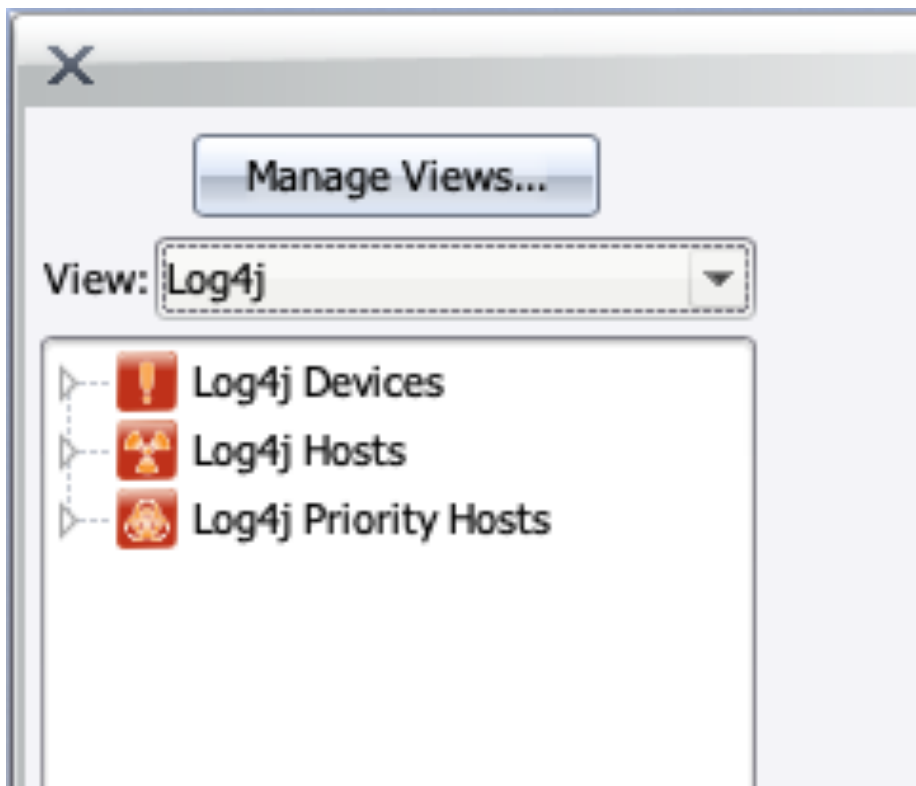 Manage Views...
View: Log4j
Log4j Devices
Log4j Hosts
Log4j Priority Hosts